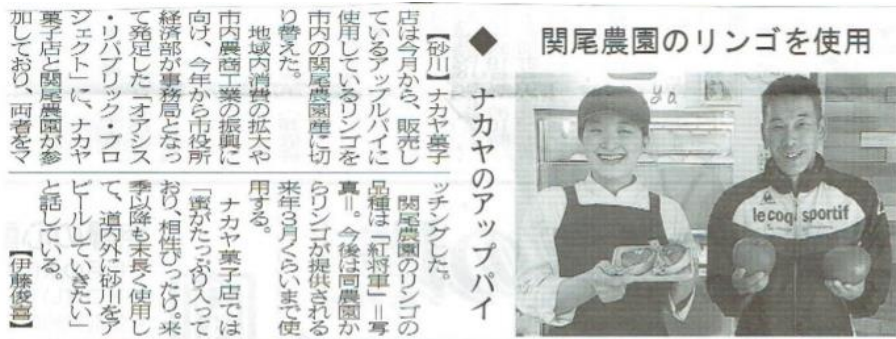 関尾農園のリンゴを使用
◆ ナカヤのアップパイ
【砂川】ナカヤ菓子
店は今月から、販売し
ているアップルパイに
使用しているリンゴを
市内の関尾農園産に切
り替えた。
地域内消費の拡大や
市内農商工業の振興に
向け、今年から市役所
経済部が事務局となっ
て発足した「オアシス
・リパブリック・プロ
ジェクト」に、ナカヤ
菓子店と関尾農園が参
加しており、両者をマ
ッチングした。
関尾農園のリンゴの
品種は「紅将軍」＝写
真＝。今後は同農園か
らリンゴが提供される
来年３月くらいまで使
用する。
ナカヤ菓子店では
「蜜がたっぷり入って
おり、相性ぴったり。来
季以降も末長く使用し
て、道内外に砂川をア
ピールしていきたい」
と話している。
【伊藤俊喜】
ya
le coq sportif